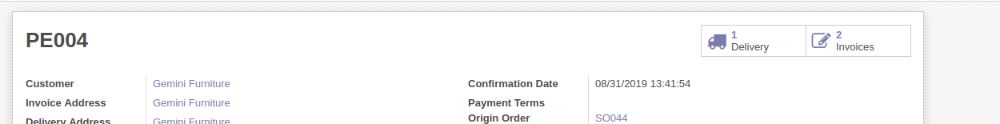 PE004
1
Delivery
2
Invoices
Customer Gemini Furniture
Confirmation Date 08/31/2019 13:41:54
Invoice Address Gemini Furniture
Payment Terms
Origin Order SO044
Delivery Address Gemini Furniture